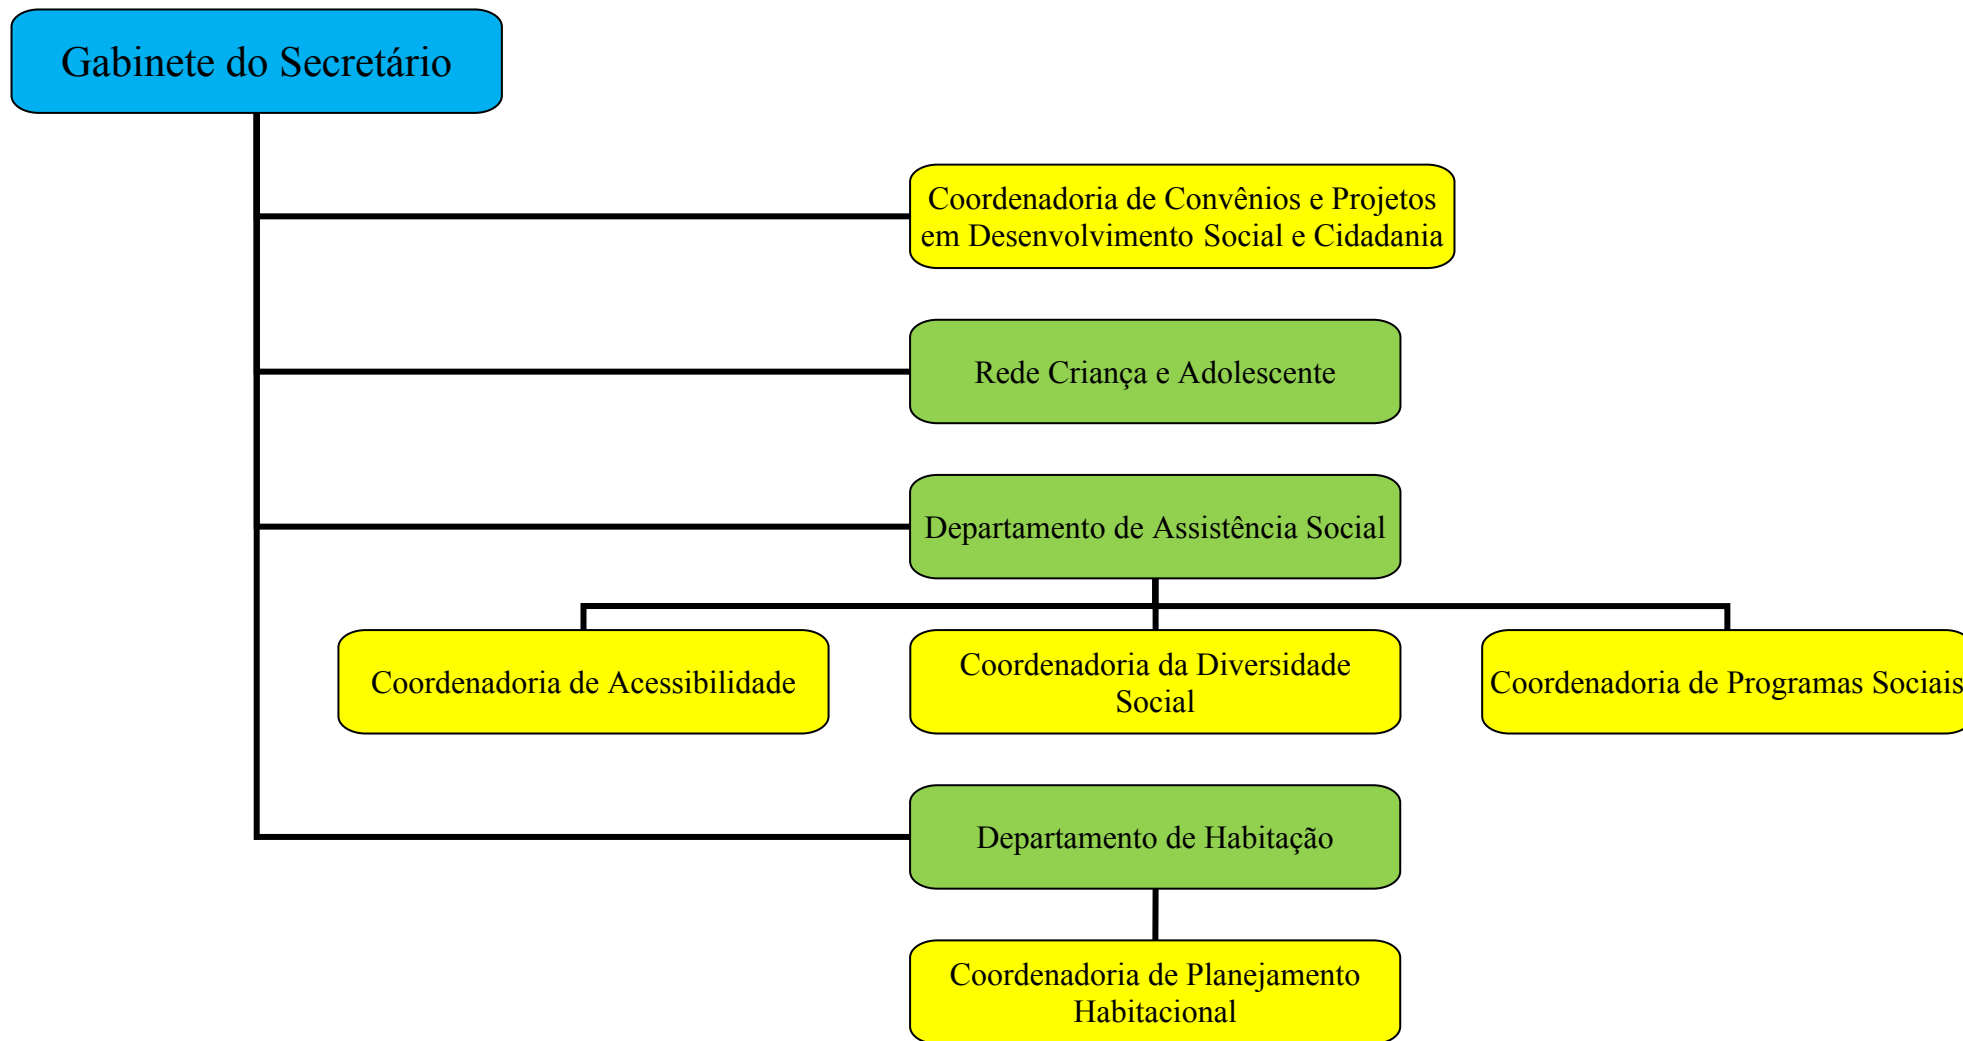 Gabinete do Secretário
Coordenadoria de Convênios e Projetos
em Desenvolvimento Social e Cidadania
Rede Criança e Adolescente
Departamento de Assistência Social
Coordenadoria de Acessibilidade
Coordenadoria da Diversidade
Social
Coordenadoria de Programas Sociais
Departamento de Habitação
Coordenadoria de Planejamento
Habitacional